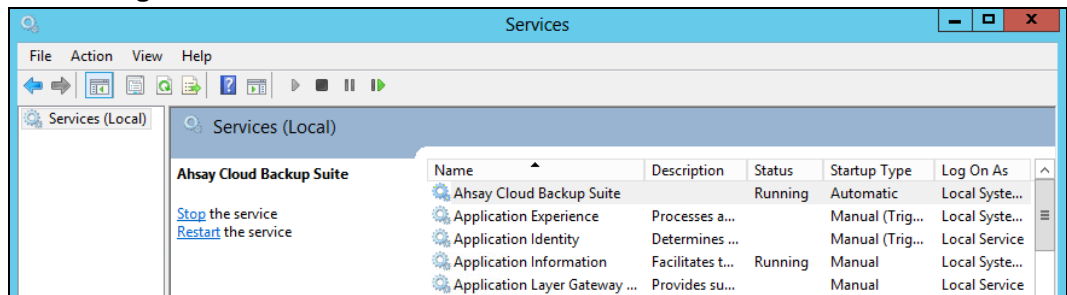 Services
File Action View Help
Services (Local)
Services (Local)
Ahsay Cloud Backup Suite
Stop the service
Restart the service
Name Description Status Startup Type Log On As
Ahsay Cloud Backup Suite Running Automatic Local Syste...
Application Experience Processes a... Manual (Trig... Local Syste...
Application Identity Determines ... Manual (Trig... Local Service
Application Information Facilitates t... Running Manual Local Syste...
Application Layer Gateway ... Provides su... Manual Local Service